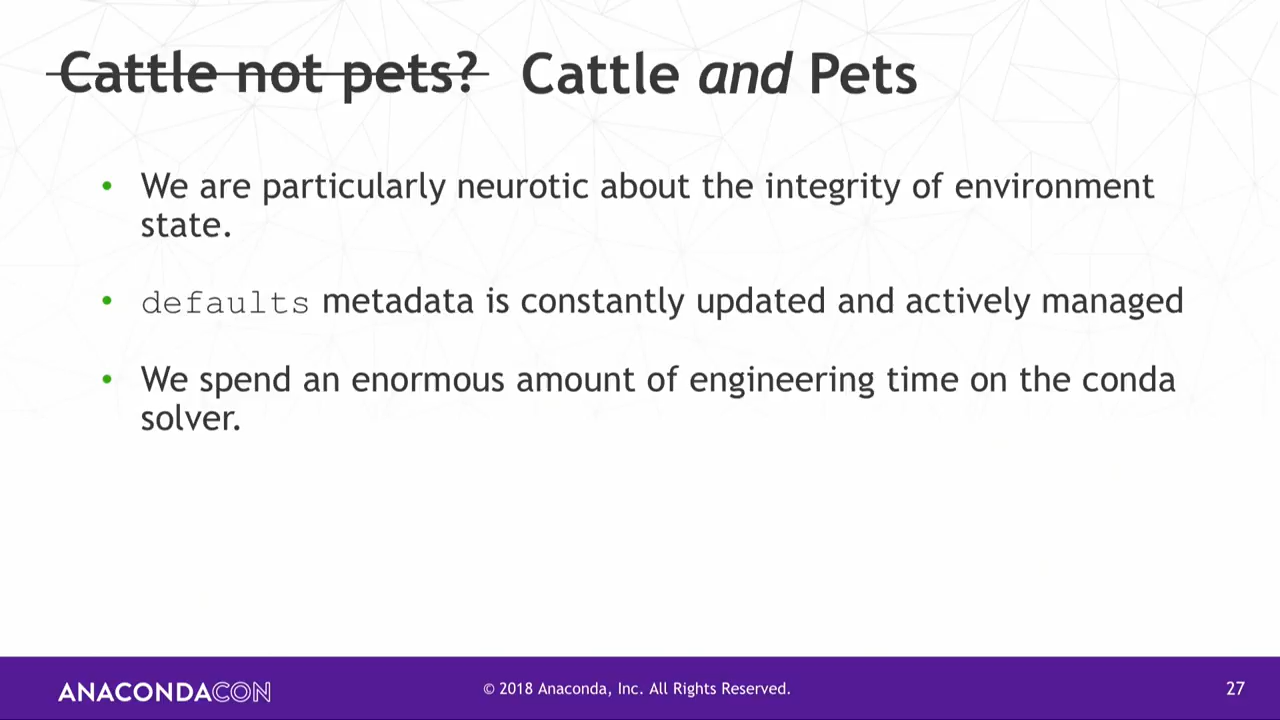 Cattle not pets? Cattle and Pets
• We are particularly neurotic about the integrity of environment
state.
• defaults metadata is constantly updated and actively managed
• We spend an enormous amount of engineering time on the conda
solver.
ANACONDACON © 2018 Anaconda, Inc. All Rights Reserved. 27